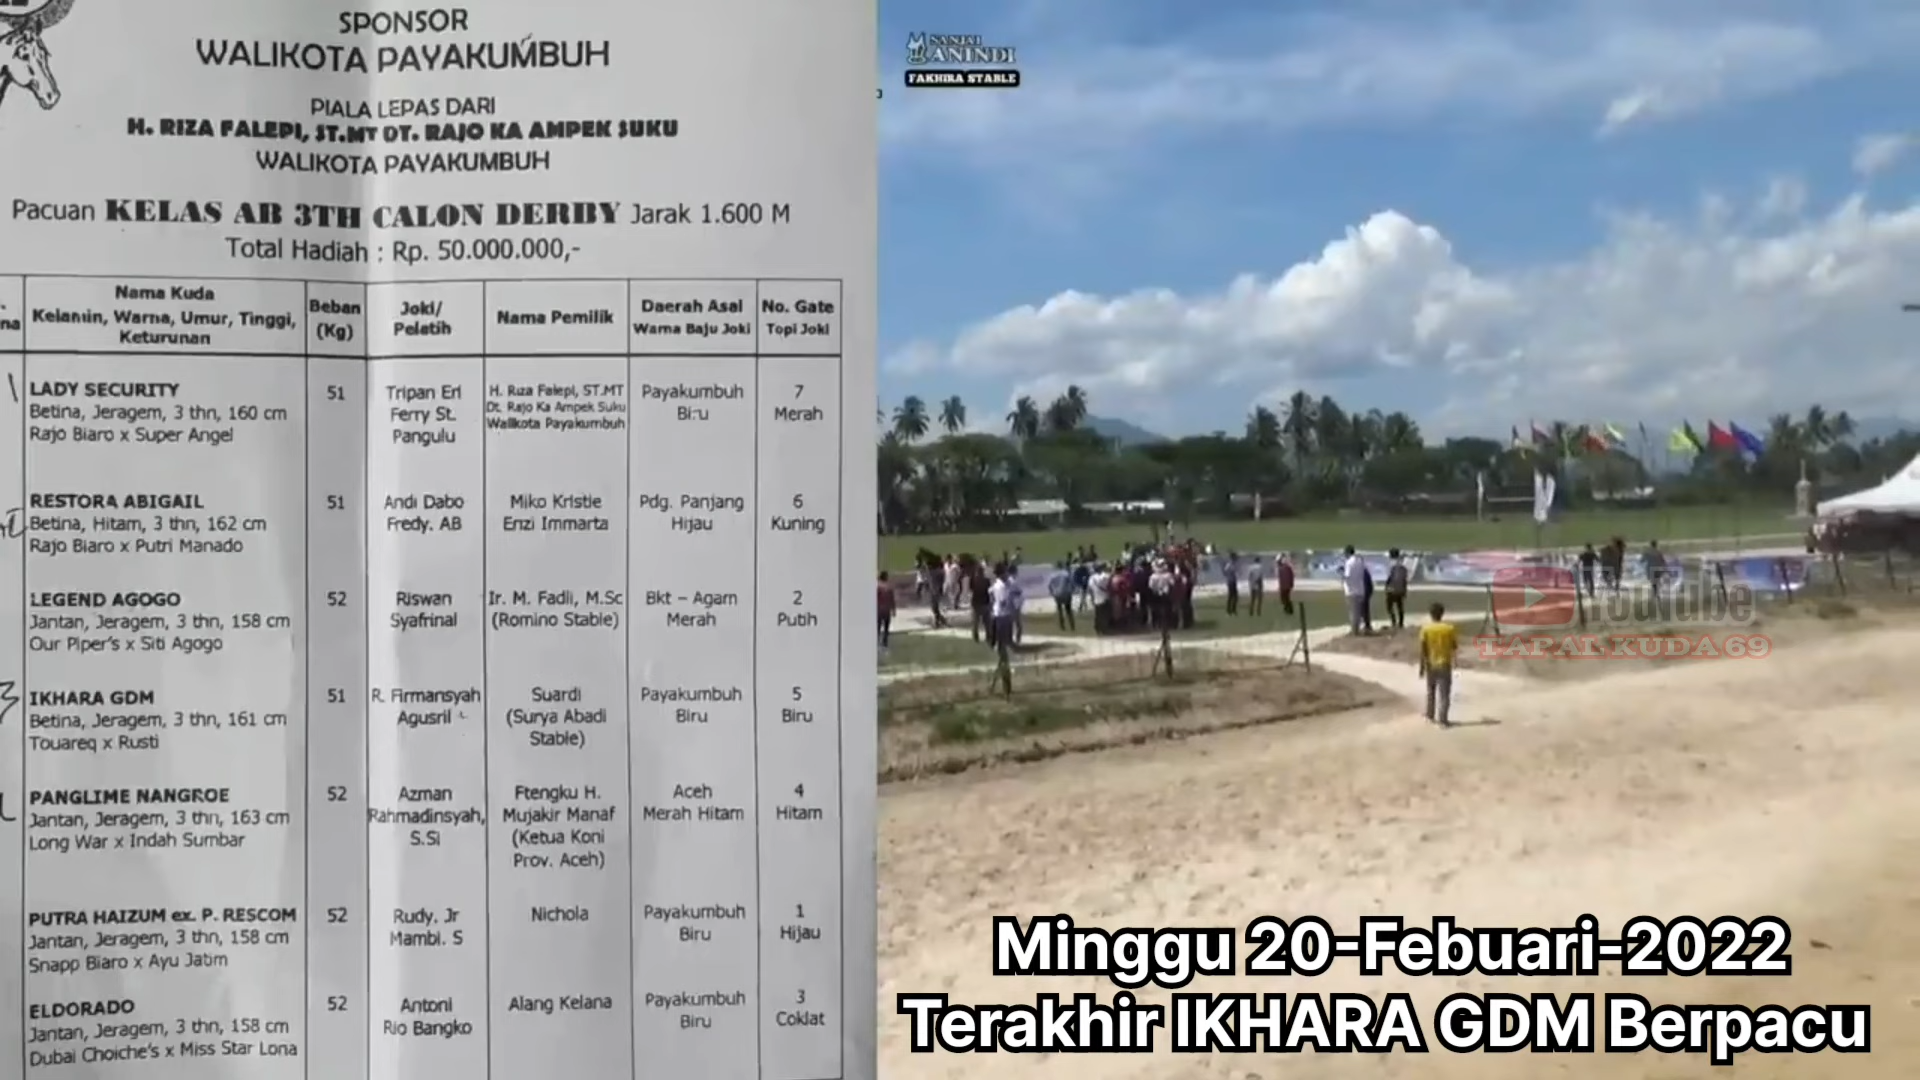 SPONSOR
WALIKOTA PAYAKUMBUH
PIALA LEPAS DARI
H. RIZA FALEPI, ST.MT DT. RAJO KA AMPEK SUKU
WALIKOTA PAYAKUMBUH
Pacuan KELAS AB 3TH CALON DERBY Jarak 1.600 M
Total Hadiah : Rp. 50.000.000,-
Nama Kuda
Kelamin, Warna, Umur, Tinggi,
Keturunan
Beban
(Kg)
Joki/
Pelatih
Nama Pemilik
Daerah Asal
Warna Baju Joki
No. Gate
Topi Joki
LADY SECURITY
Betina, Jeragem, 3 thn, 160 cm
Rajo Biaro x Super Angel
51
Tripan Eri
Ferry St.
Pangulu
H. Riza Falepi, ST.MT
Dt. Rajo Ka Ampek Suku
Walikota Payakumbuh
Payakumbuh
Biru
7
Merah
RESTORA ABIGAIL
Betina, Hitam, 3 thn, 162 cm
Rajo Biaro x Putri Manado
51
Andi Dabo
Fredy. AB
Miko Kristie
Enzi Immarta
Pdg. Panjang
Hijau
6
Kuning
LEGEND AGOGO
Jantan, Jeragem, 3 thn, 158 cm
Our Piper's x Siti Agogo
52
Riswan
Syafrinal
Ir. M. Fadli, M.Sc
(Romino Stable)
Bkt – Agam
Merah
2
Putih
3
IKHARA GDM
Betina, Jeragem, 3 thn, 161 cm
Touareq x Rusti
51
R. Firmansyah
Agusril
Suardi
(Surya Abadi
Stable)
Payakumbuh
Biru
5
Biru
PANGLIME NANGROE
Jantan, Jeragem, 3 thn, 163 cm
Long War x Indah Sumbar
52
Azman
Rahmadinsyah,
S.Si
Ftengku H.
Mujakir Manaf
(Ketua Koni
Prov. Aceh)
Aceh
Merah Hitam
4
Hitam
PUTRA HAIZUM ex. P. RESCOM
Jantan, Jeragem, 3 thn, 158 cm
Snapp Biaro x Ayu Jatim
52
Rudy. Jr
Mambi. S
Nichola
Payakumbuh
Biru
1
Hijau
ELDORADO
Jantan, Jeragem, 3 thn, 158 cm
Dubai Choiche's x Miss Star Lona
52
Antoni
Rio Bangko
Alang Kelana
Payakumbuh
Biru
3
Coklat
SANJAI
ANINDI
FAKHIRA STABLE
YouTube
TAPAL KUDA 69
Minggu 20-Febuari-2022
Terakhir IKHARA GDM Berpacu